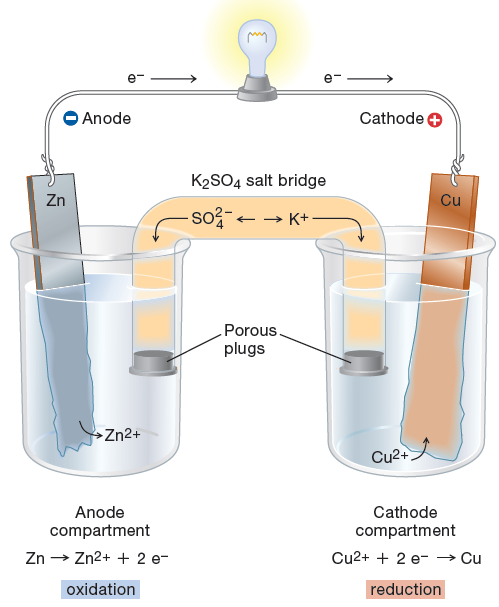 e– → e– →
– Anode Cathode +
K₂SO₄ salt bridge
Zn Cu
SO₄²– ← → K+
Porous
plugs
Zn2+
Cu2+
Anode
compartment
Zn → Zn2+ + 2 e–
oxidation
Cathode
compartment
Cu2+ + 2 e– → Cu
reduction